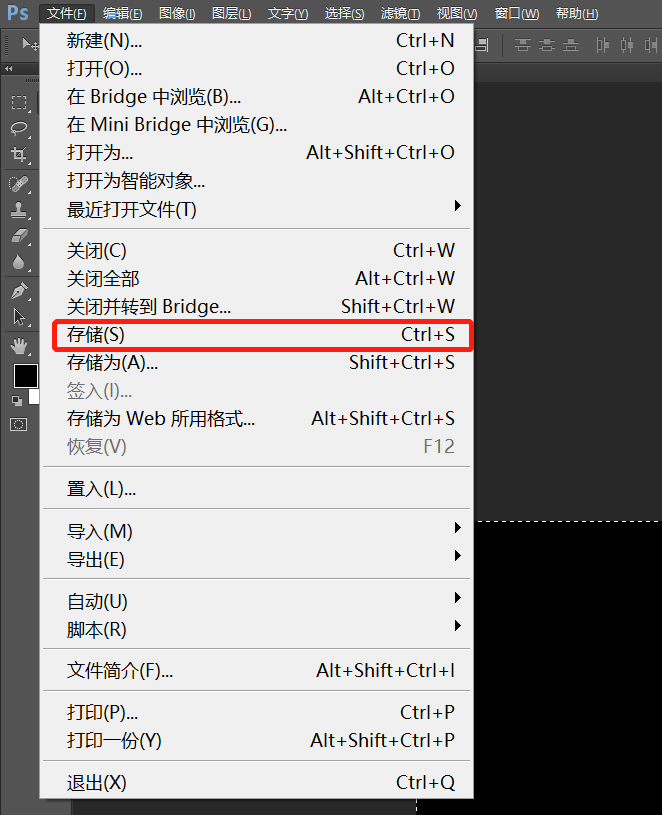 Ps 文件(F) 编辑(E) 图像(I) 图层(L) 文字(Y) 选择(S) 滤镜(T) 视图(V) 窗口(W) 帮助(H)
新建(N)... Ctrl+N
打开(O)... Ctrl+O
在 Bridge 中浏览(B)... Alt+Ctrl+O
在 Mini Bridge 中浏览(G)...
打开为... Alt+Shift+Ctrl+O
打开为智能对象...
最近打开文件(T)
关闭(C) Ctrl+W
关闭全部 Alt+Ctrl+W
关闭并转到 Bridge... Shift+Ctrl+W
存储(S) Ctrl+S
存储为(A)... Shift+Ctrl+S
签入(I)...
存储为 Web 所用格式... Alt+Shift+Ctrl+S
恢复(V) F12
置入(L)...
导入(M)
导出(E)
自动(U)
脚本(R)
文件简介(F)... Alt+Shift+Ctrl+I
打印(P)... Ctrl+P
打印一份(Y) Alt+Shift+Ctrl+P
退出(X) Ctrl+Q